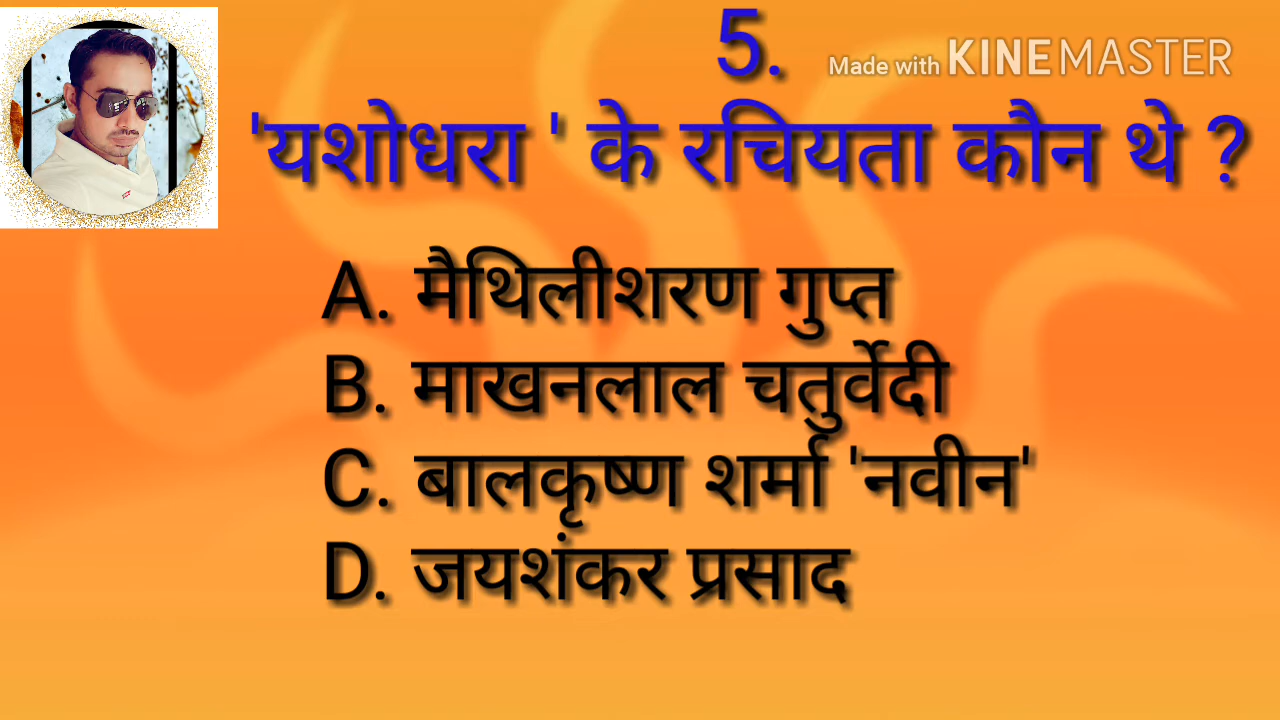 5.
Made with KINEMASTER
'यशोधरा ' के रचियता कौन थे ?
A. मैथिलीशरण गुप्त
B. माखनलाल चतुर्वेदी
C. बालकृष्ण शर्मा 'नवीन'
D. जयशंकर प्रसाद